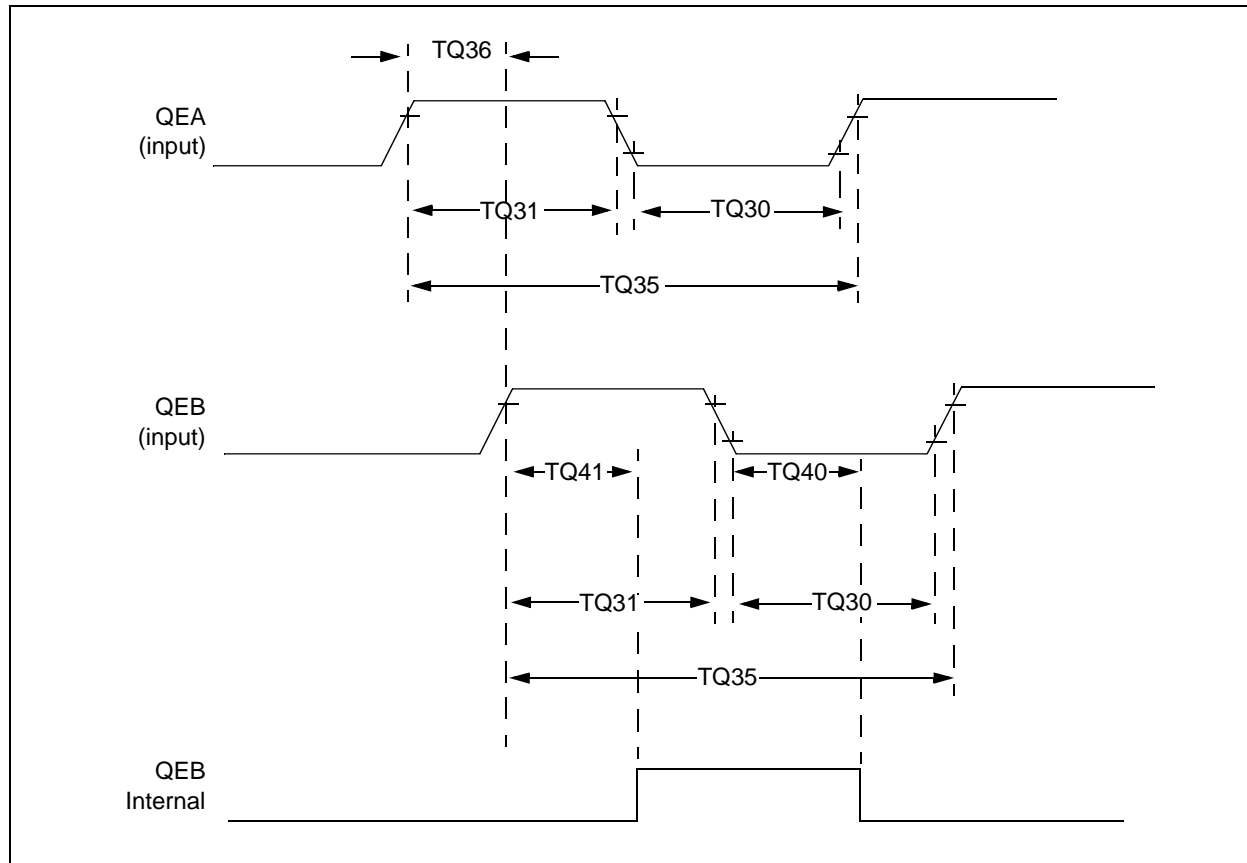 TQ36
QEA
(input)
TQ31
TQ30
TQ35
QEB
(input)
TQ41
TQ40
TQ31
TQ30
TQ35
QEB
Internal